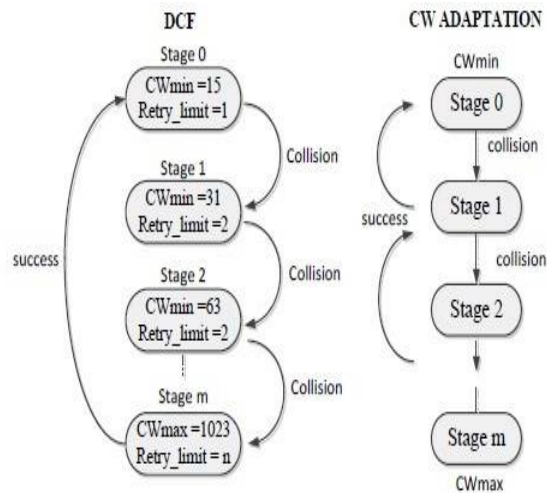 DCF
Stage 0
CWmin =15
Retry_limit =1
Collision
Stage 1
CWmin =31
Retry_limit =2
success
Collision
Stage 2
CWmin =63
Retry_limit =2
Collision
Stage m
CWmax =1023
Retry_limit = n
CW ADAPTATION
CWmin
Stage 0
collision
Stage 1
success
collision
Stage 2
Stage m
CWmax